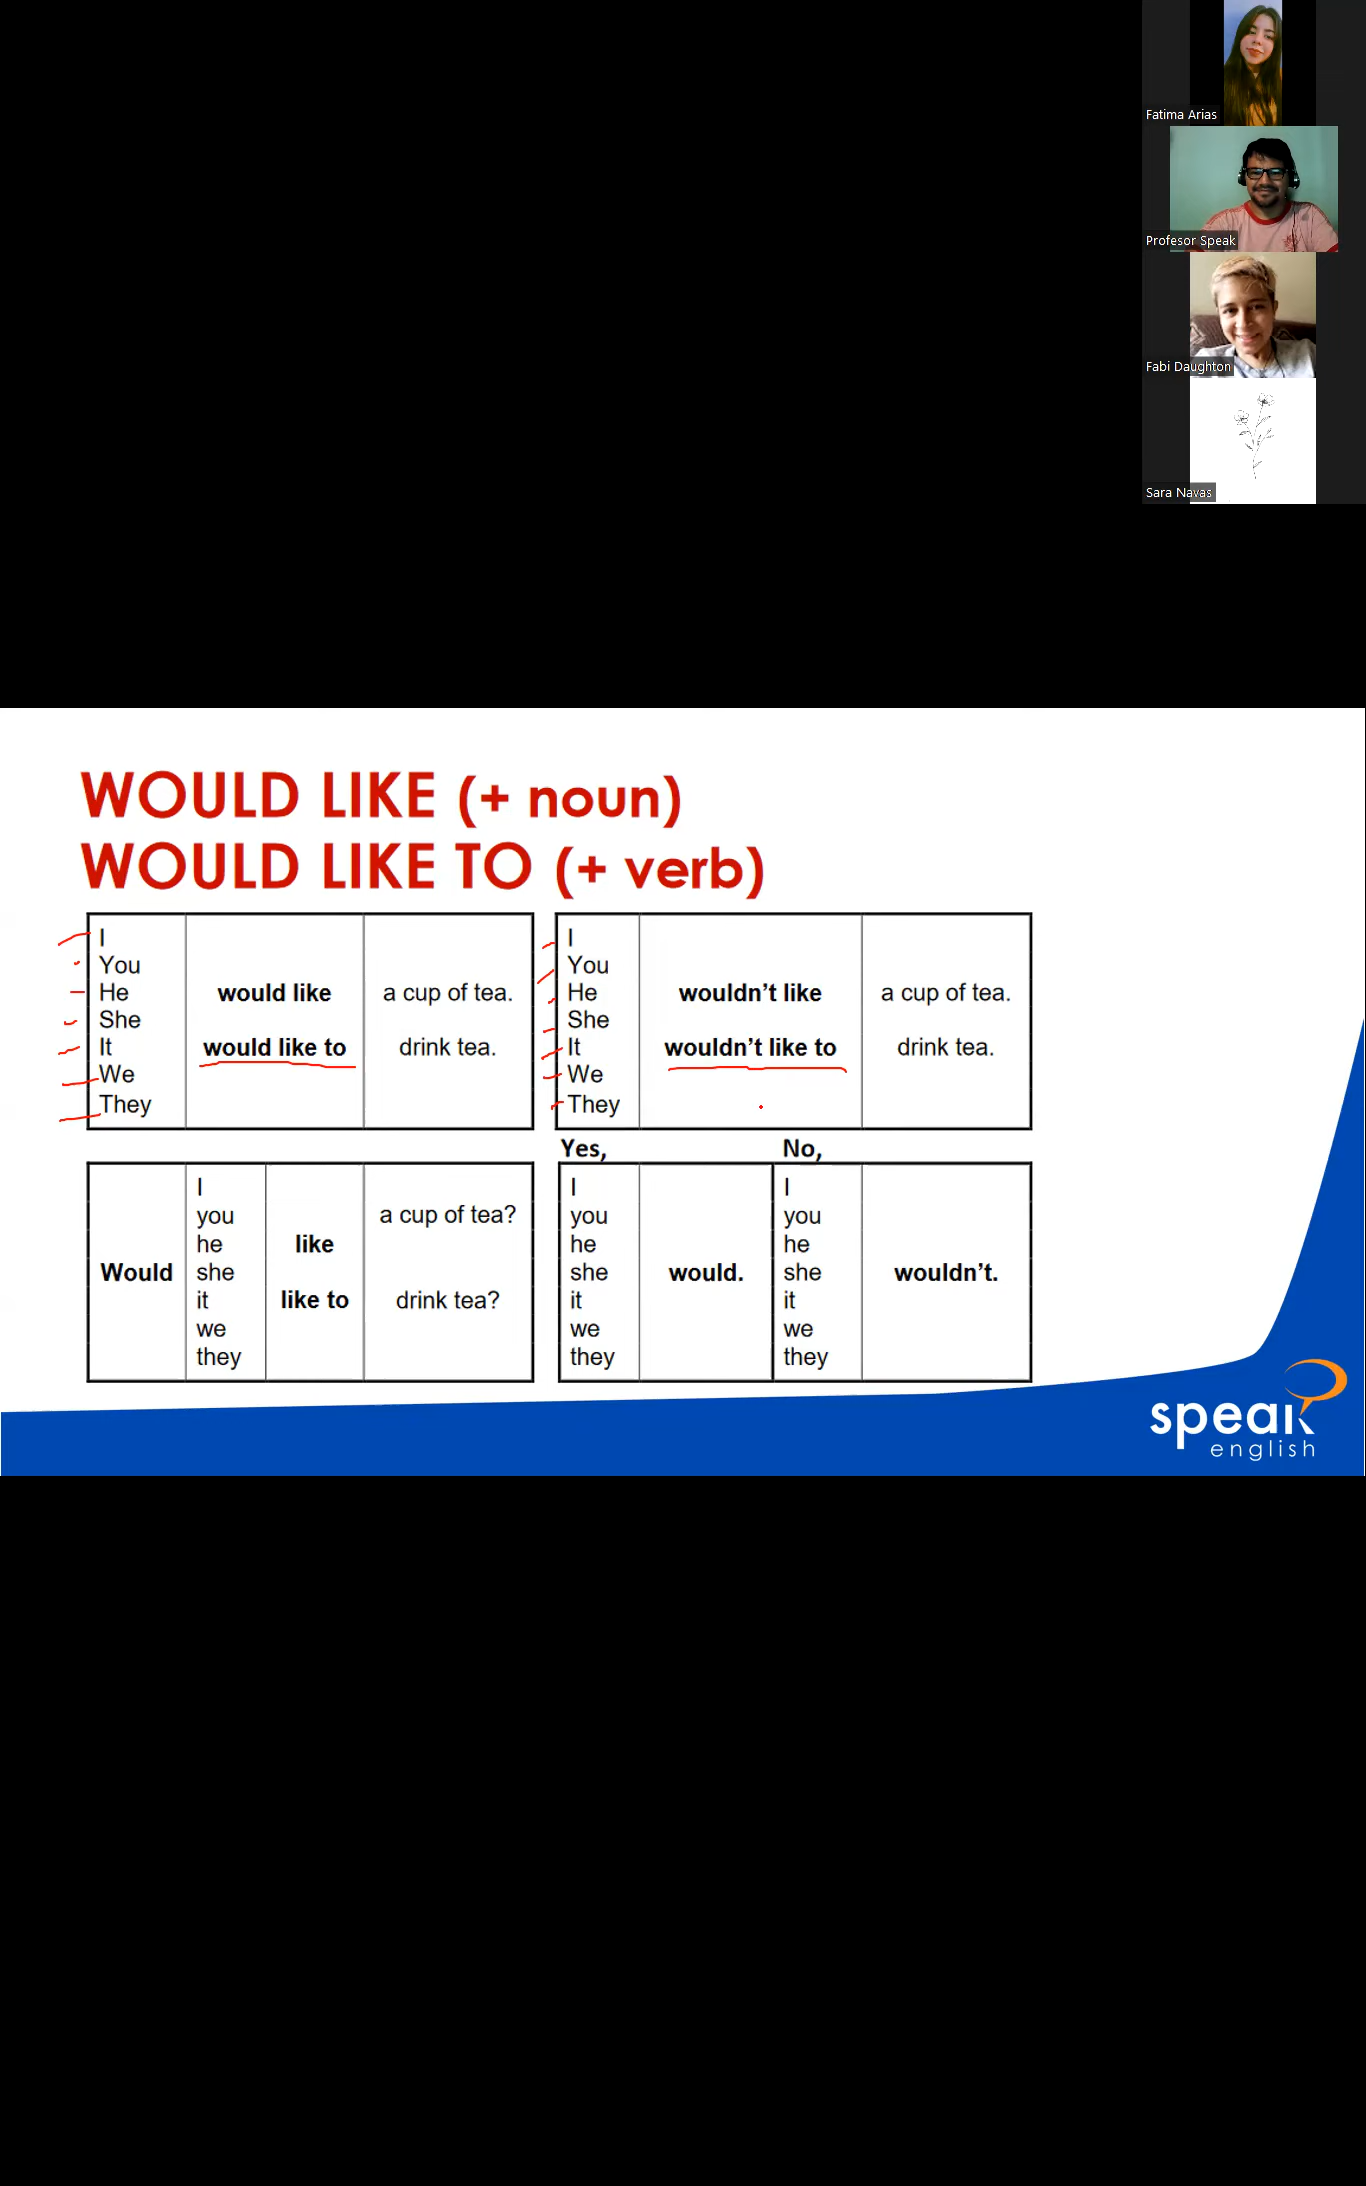 Fatima Arias
Profesor Speak
Fabi Daughton
Sara Navas
WOULD LIKE (+ noun)
WOULD LIKE TO (+ verb)
I
You
He
She
It
We
They
would like
would like to
a cup of tea.
drink tea.
I
You
He
She
It
We
They
wouldn't like
wouldn't like to
a cup of tea.
drink tea.
Would
I
you
he
she
it
we
they
like
like to
a cup of tea?
drink tea?
Yes,
I
you
he
she
it
we
they
would.
No,
I
you
he
she
it
we
they
wouldn't.
speak
english